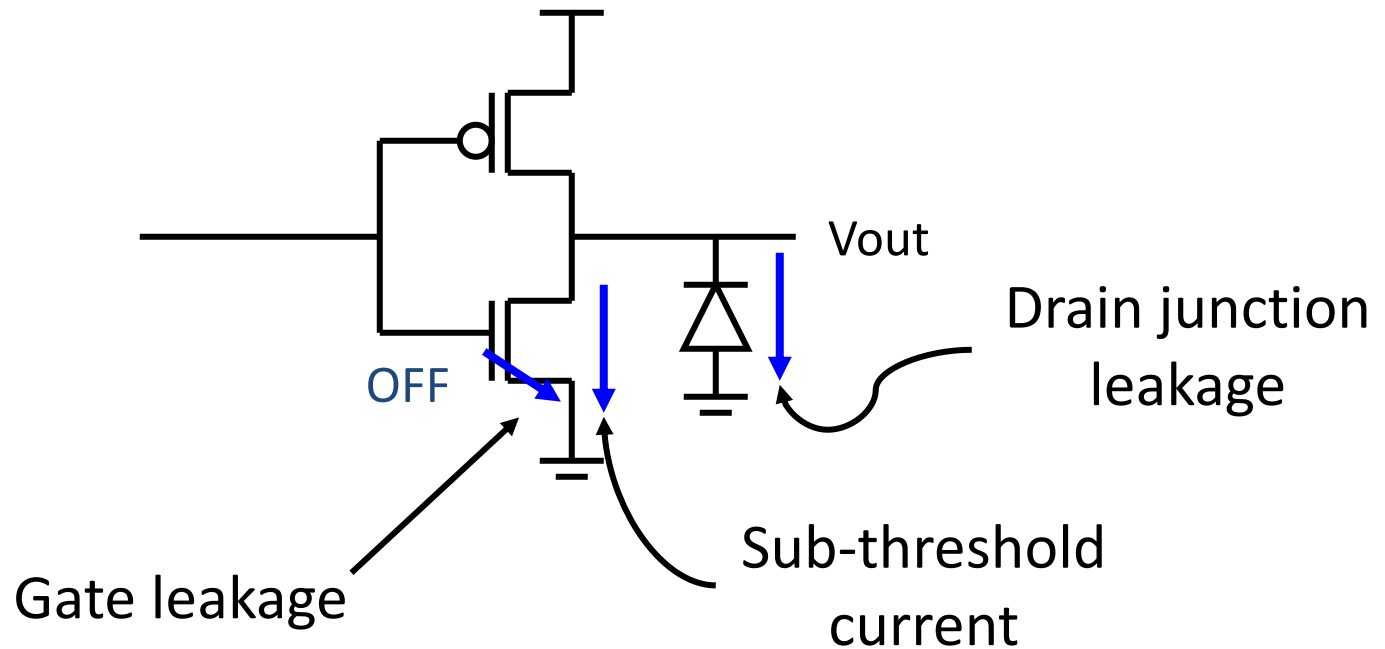 Vout
Drain junction
leakage
OFF
Sub-threshold
current
Gate leakage